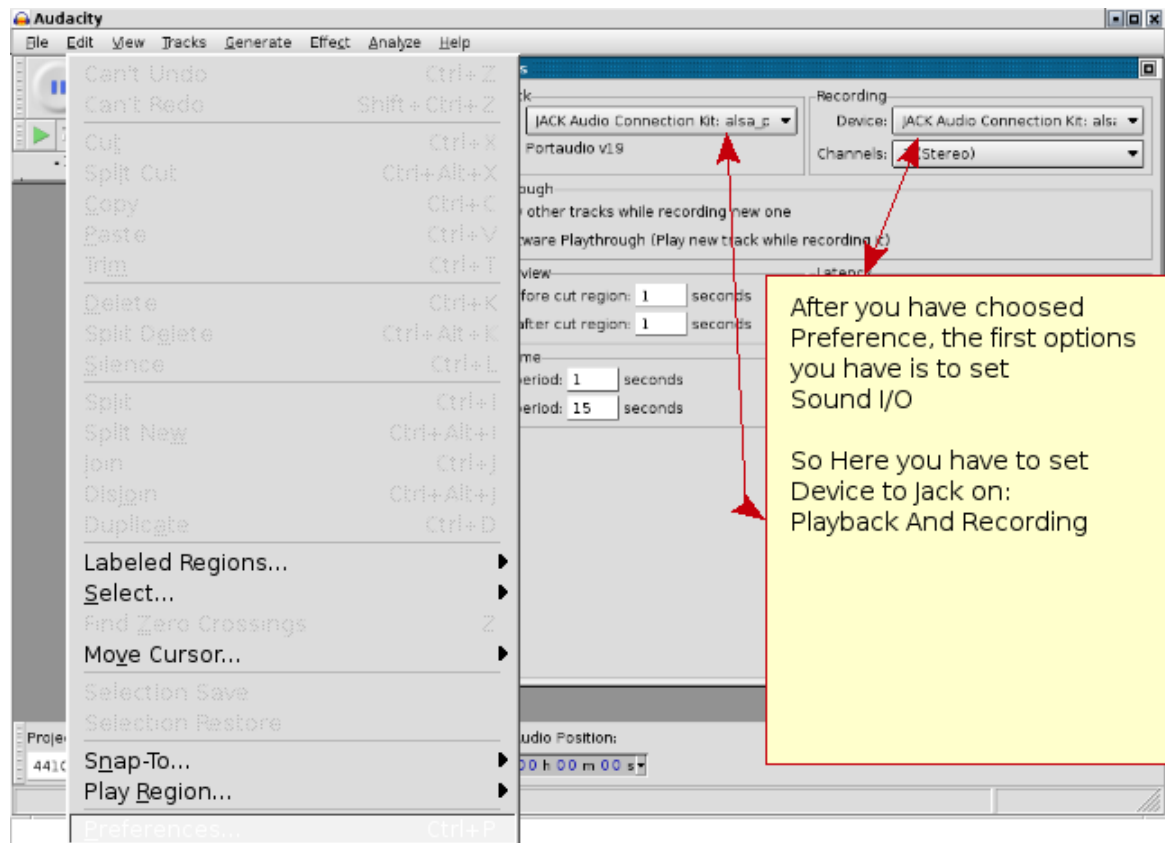 Audacity
File Edit View Tracks Generate Effect Analyze Help
Can't Undo Ctrl+Z
Can't Redo Shift+Ctrl+Z
Cut Ctrl+X
Split Cut Ctrl+Alt+X
Copy Ctrl+C
Paste Ctrl+V
Trim Ctrl+T
Delete Ctrl+K
Split Delete Ctrl+Alt+K
Silence Ctrl+L
Split Ctrl+I
Split New Ctrl+Alt+I
Join Ctrl+J
Disjoin Ctrl+Alt+J
Duplicate Ctrl+D
Labeled Regions...
Select...
Find Zero Crossings Z
Move Cursor...
Selection Save
Selection Restore
Snap-To...
Play Region...
Preferences... Ctrl+P
Recording
JACK Audio Connection Kit: alsa_p
Device: JACK Audio Connection Kit: als
Portaudio v19
Channels: (Stereo)
other tracks while recording new one
Playthrough (Play new track while recording it)
cut region: 1 seconds
after cut region: 1 seconds
period: 1 seconds
period: 15 seconds
Latency
After you have choosed
Preference, the first options
you have is to set
Sound I/O
So Here you have to set
Device to Jack on:
Playback And Recording
Position:
00 h 00 m 00 s
4410